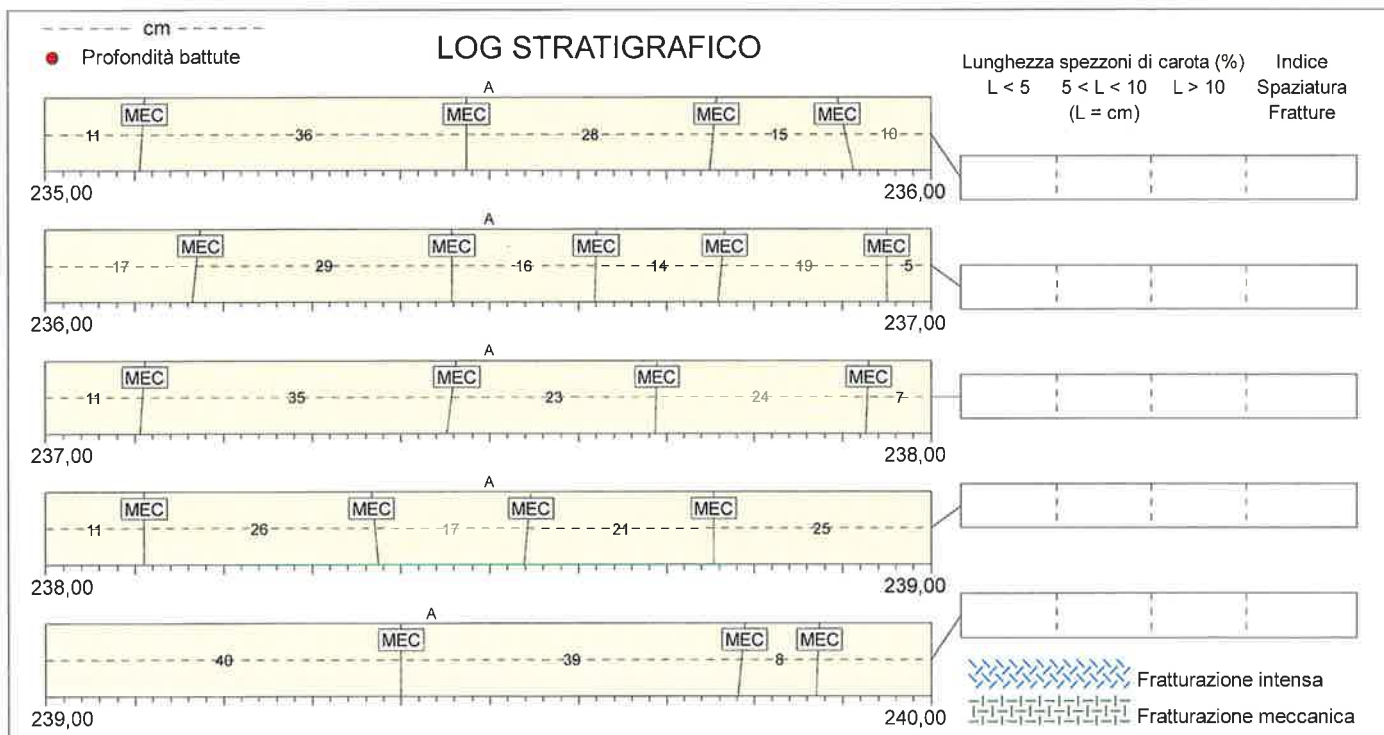 cm
LOG STRATIGRAFICO
Profondità battute
Lunghezza spezzoni di carota (%) Indice
L < 5 5 < L < 10 L > 10 Spaziatura
(L = cm) Fratture
A
MEC MEC MEC MEC
11 36 28 15 10
235,00 236,00
A
MEC MEC MEC MEC MEC
17 29 16 14 19 5
236,00 237,00
A
MEC MEC MEC MEC
11 35 23 24 7
237,00 238,00
A
MEC MEC MEC MEC
11 26 17 21 25
238,00 239,00
A
MEC MEC MEC
40 39 8
239,00 240,00
Fratturazione intensa
Fratturazione meccanica